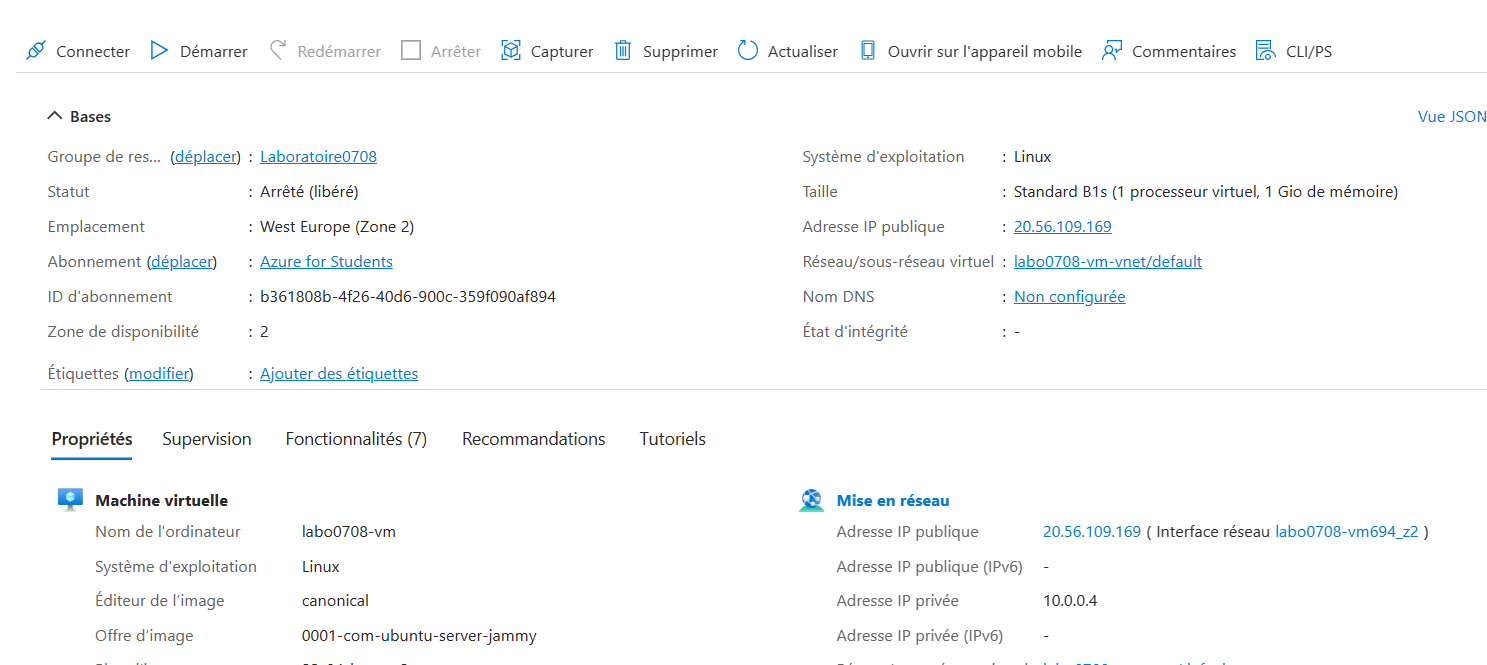 Connecter Démarrer Redémarrer Arrêter Capturer Supprimer Actualiser Ouvrir sur l'appareil mobile Commentaires CLI/PS
Bases Vue JSON
Groupe de res... (déplacer) : Laboratoire0708
Statut : Arrêté (libéré)
Emplacement : West Europe (Zone 2)
Abonnement (déplacer) : Azure for Students
ID d'abonnement : b361808b-4f26-40d6-900c-359f090af894
Zone de disponibilité : 2
Étiquettes (modifier) : Ajouter des étiquettes
Système d'exploitation : Linux
Taille : Standard B1s (1 processeur virtuel, 1 Gio de mémoire)
Adresse IP publique : 20.56.109.169
Réseau/sous-réseau virtuel : labo0708-vm-vnet/default
Nom DNS : Non configurée
État d'intégrité : -
Propriétés Supervision Fonctionnalités (7) Recommandations Tutoriels
Machine virtuelle
Nom de l'ordinateur labo0708-vm
Système d'exploitation Linux
Éditeur de l'image canonical
Offre d'image 0001-com-ubuntu-server-jammy
Mise en réseau
Adresse IP publique 20.56.109.169 ( Interface réseau labo0708-vm694_z2 )
Adresse IP publique (IPv6) -
Adresse IP privée 10.0.0.4
Adresse IP privée (IPv6) -